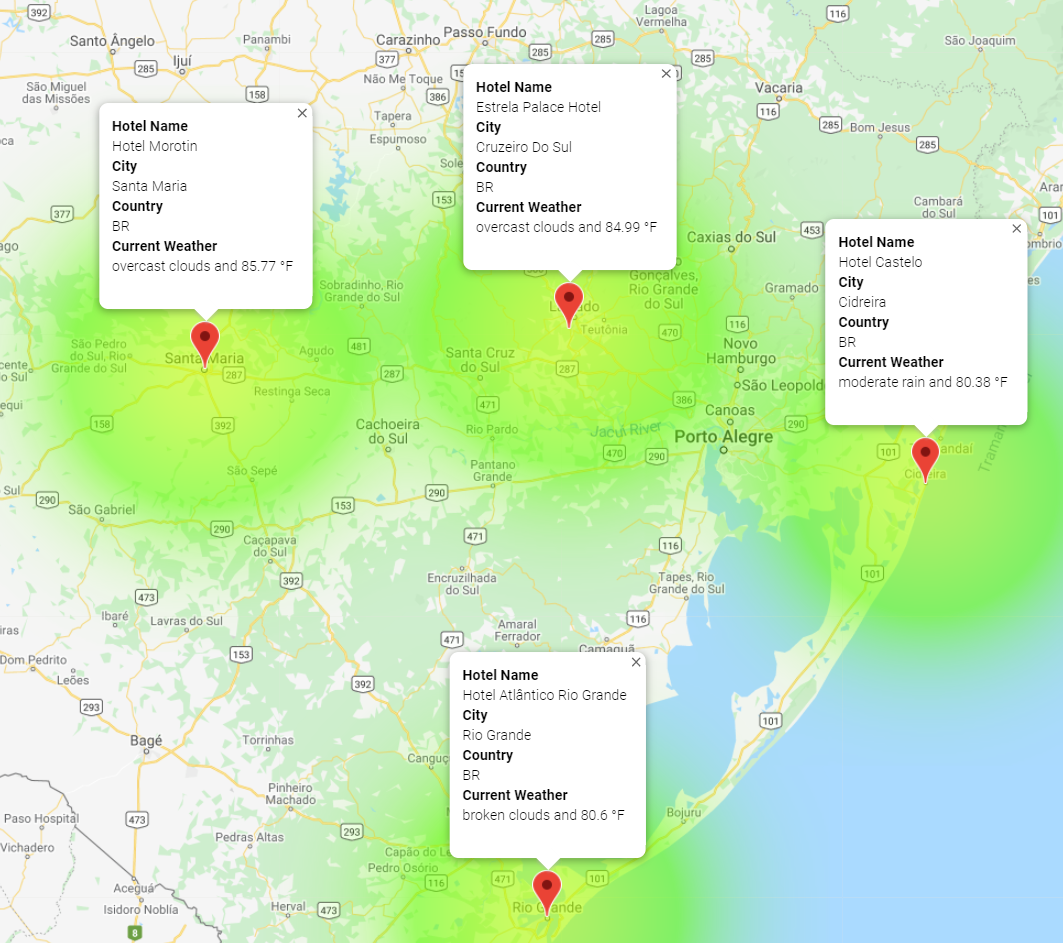 392
Santo Ângelo
Ijuí
285
Panambi
Carazinho
377
Passo Fundo
285
285
Lagoa
Vermelha
285
116
São Joaquim
São Miguel
das Missões
158
Não Me Toque
386
Tapera
Espumoso
Vacaria
116
285
Bom Jesus
285
377
153
Cambará
do Sul
101
453
Caxias do Sul
Hotel Name
Hotel Morotin
City
Santa Maria
Country
BR
Current Weather
overcast clouds and 85.77 °F
Hotel Name
Estrela Palace Hotel
City
Cruzeiro Do Sul
Country
BR
Current Weather
overcast clouds and 84.99 °F
Hotel Name
Hotel Castelo
City
Cidreira
Country
BR
Current Weather
moderate rain and 80.38 °F
Sobradinho, Rio
Grande do Sul
Gonçalves,
Rio Grande
do Sul
Gramado
Teutônia
470
116
Novo
Hamburgo
São Pedro
do Sul, Rio
Grande do Sul
Santa Maria
287
Agudo
481
287
Restinga Seca
Santa Cruz
do Sul
287
471
386
Canoas
290
158
392
Cachoeira
do Sul
Rio Pardo
Jacuí River
Porto Alegre
470
290
101
Cidreira
São Sepé
Pantano
Grande
290
290
153
São Gabriel
290
Caçapava
do Sul
471
116
392
Encruzilhada
do Sul
Tapes, Rio
Grande do Sul
101
473
Ibaré
Lavras do Sul
Amaral
Ferrador
116
471
Camaquã
153
Dom Pedrito
Leões
392
293
101
Bagé
Torrinhas
Hotel Name
Hotel Atlântico Rio Grande
City
Rio Grande
Country
BR
Current Weather
broken clouds and 80.6 °F
Pinheiro
Machado
Bojuru
Paso Hospital
473
293
Pedras Altas
Vichadero
Pedro Osório
116
471
101
Aceguá
Isidoro Noblía
Herval
473
Rio Grande
8